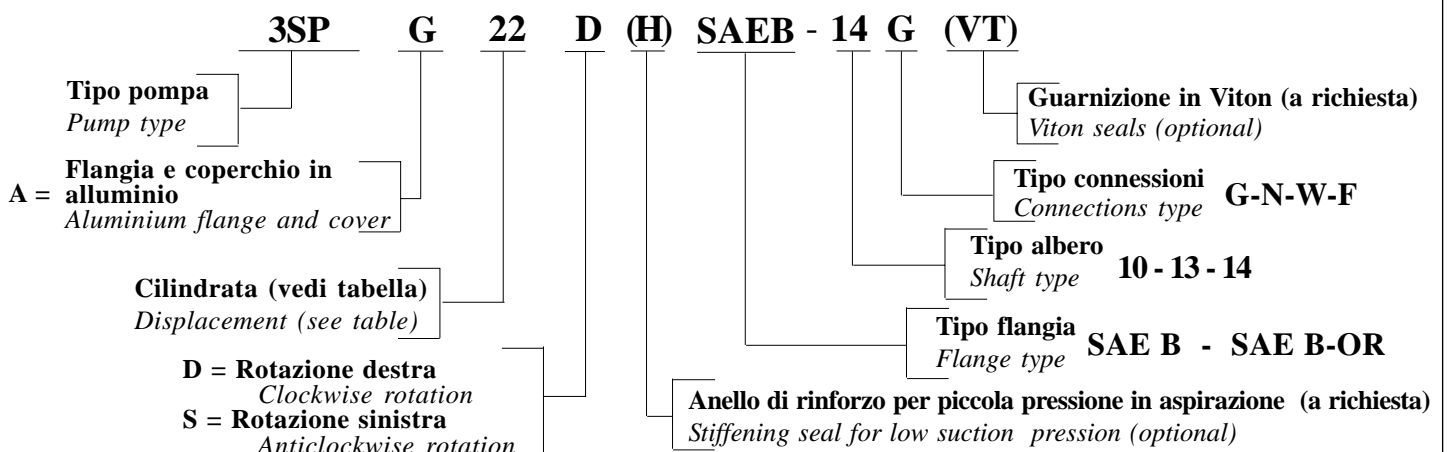 3SP G 22 D (H) SAEB - 14 G (VT)
Tipo pompa
Pump type
Guarnizione in Viton (a richiesta)
Viton seals (optional)
A = Flangia e coperchio in
alluminio
Aluminium flange and cover
Tipo connessioni
Connections type
G-N-W-F
Tipo albero
Shaft type
10 - 13 - 14
Cilindrata (vedi tabella)
Displacement (see table)
Tipo flangia
Flange type
SAE B - SAE B-OR
D = Rotazione destra
Clockwise rotation
S = Rotazione sinistra
Anticlockwise rotation
Anello di rinforzo per piccola pressione in aspirazione (a richiesta)
Stiffening seal for low suction pression (optional)